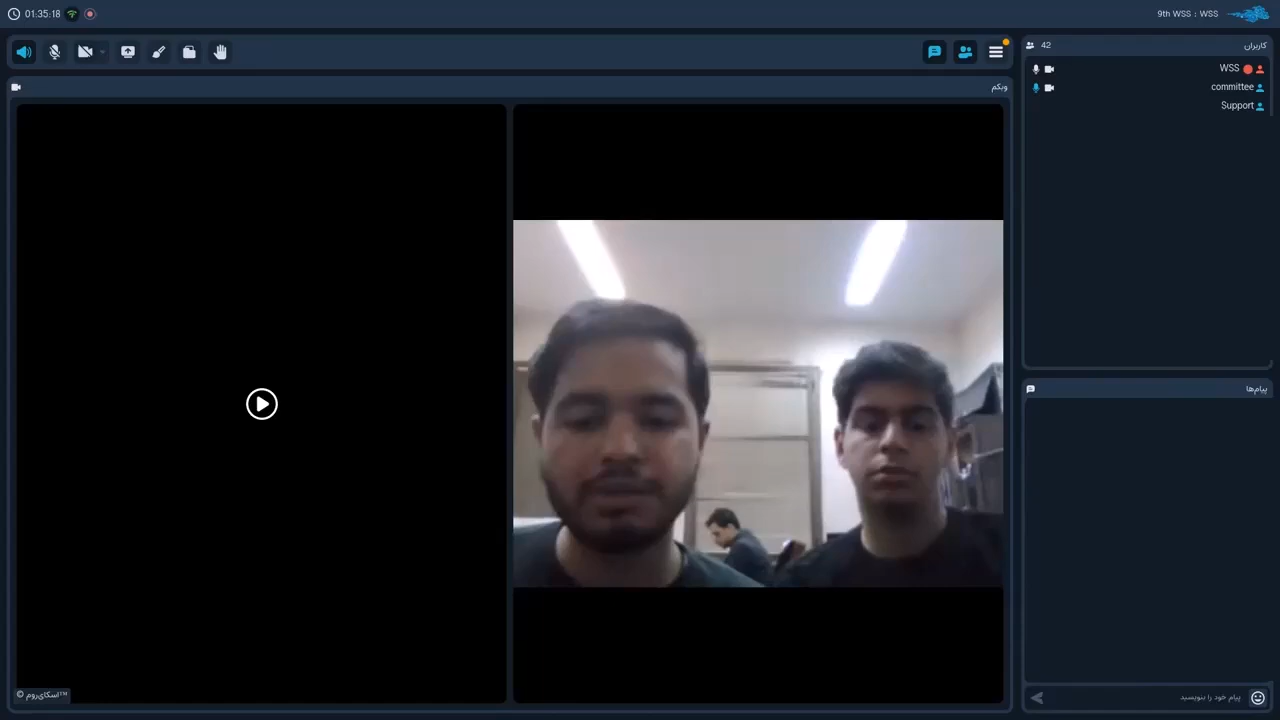 01:35:18
9th WSS : WSS
42
کاربران
WSS
committee
Support
وبکم
پیام‌ها
پیام خود را بنویسید
© اسکای‌روم™